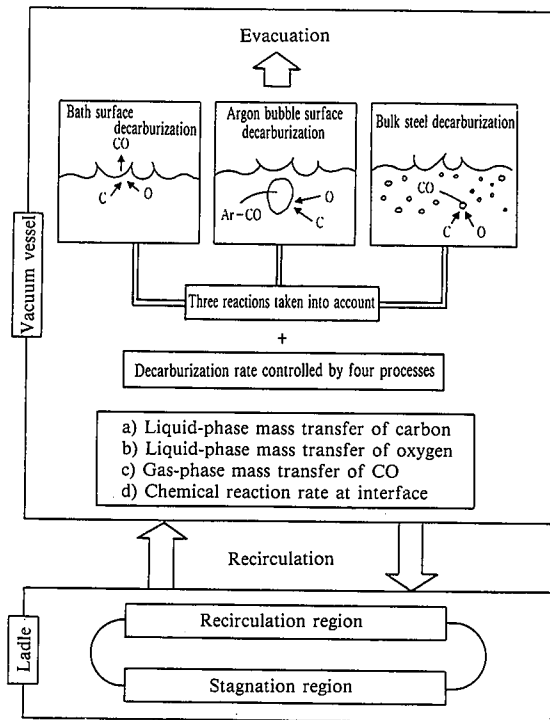 Evacuation
Bath surface
decarburization
CO
C
O
Argon bubble surface
decarburization
O
Ar-CO
C
Bulk steel decarburization
CO
C
O
Vacuum vessel
Three reactions taken into account
+
Decarburization rate controlled by four processes
a) Liquid-phase mass transfer of carbon
b) Liquid-phase mass transfer of oxygen
c) Gas-phase mass transfer of CO
d) Chemical reaction rate at interface
Recirculation
Ladle
Recirculation region
Stagnation region